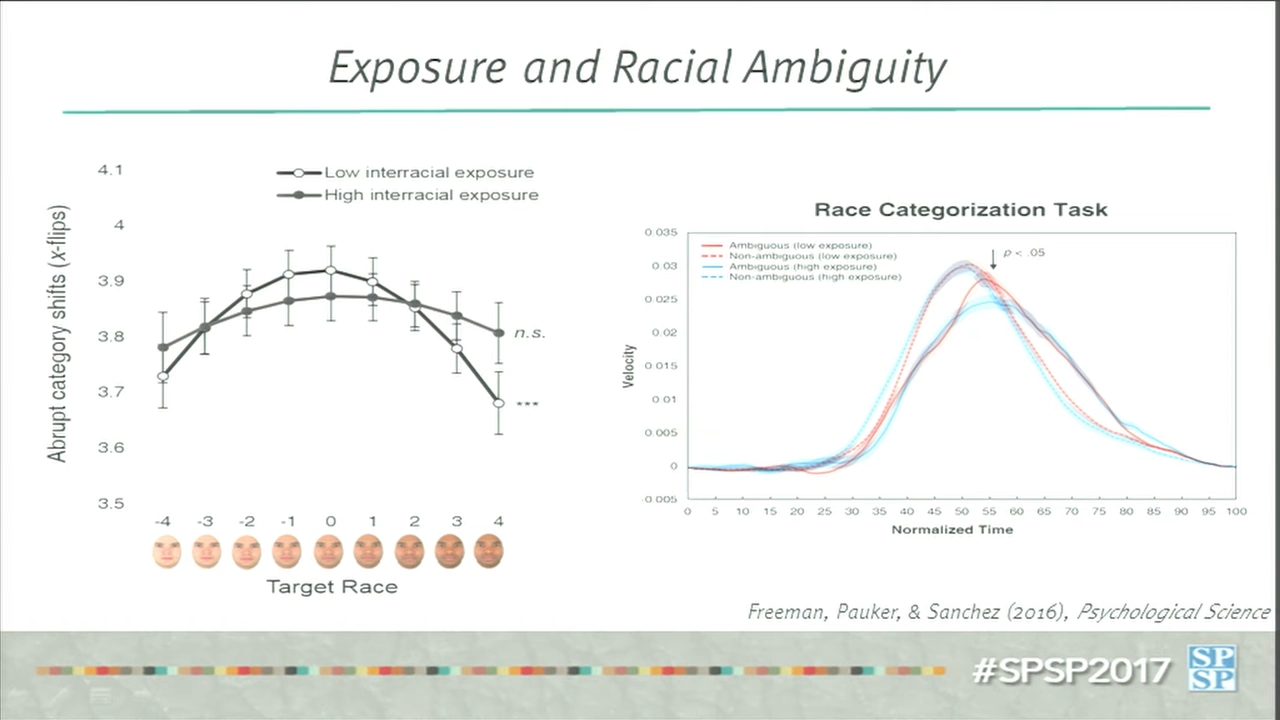 Exposure and Racial Ambiguity
Abrupt category shifts (x-flips)
4.1
4
3.9
3.8
3.7
3.6
3.5
Low interracial exposure
High interracial exposure
n.s.
***
-4 -3 -2 -1 0 1 2 3 4
Target Race
Race Categorization Task
Velocity
0.035
0.03
0.025
0.02
0.015
0.01
0.005
0
-0.005
Ambiguous (low exposure)
Non-ambiguous (low exposure)
Ambiguous (high exposure)
Non-ambiguous (high exposure)
p < .05
0 5 10 15 20 25 30 35 40 45 50 55 60 65 70 75 80 85 90 95 100
Normalized Time
Freeman, Pauker, & Sanchez (2016), Psychological Science
#SPSP2017
SP
SP